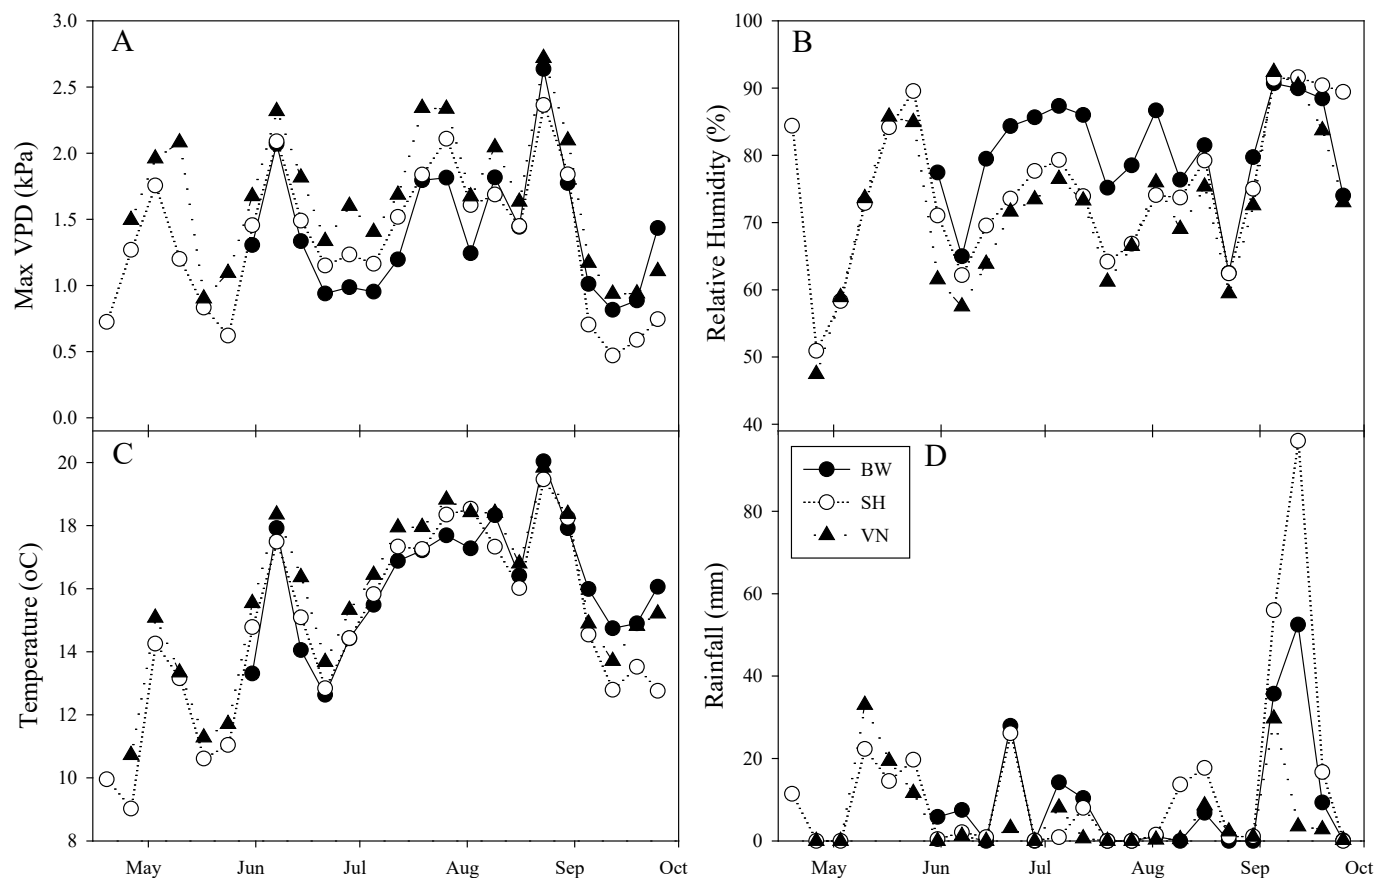 A
Max VPD (kPa)
3.0
2.5
2.0
1.5
1.0
0.5
0.0
B
Relative Humidity (%)
100
90
80
70
60
50
40
C
Temperature (oC)
20
18
16
14
12
10
8
May Jun Jul Aug Sep Oct
D
BW
SH
VN
Rainfall (mm)
80
60
40
20
0
May Jun Jul Aug Sep Oct